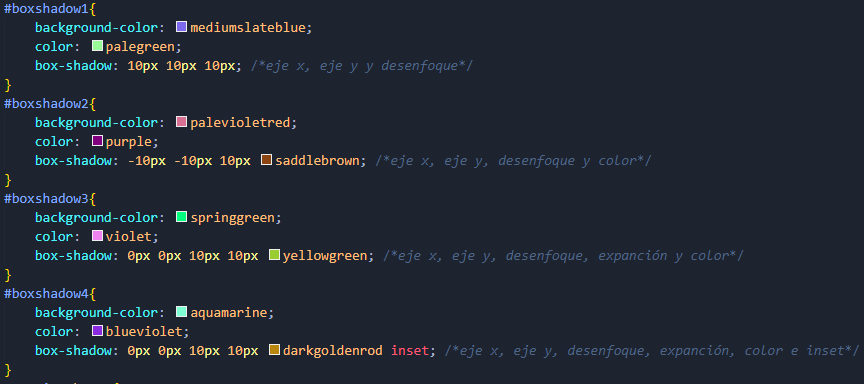 #boxshadow1{
    background-color: mediumslateblue;
    color: palegreen;
    box-shadow: 10px 10px 10px; /*eje x, eje y y desenfoque*/
}
#boxshadow2{
    background-color: palevioletred;
    color: purple;
    box-shadow: -10px -10px 10px saddlebrown; /*eje x, eje y, desenfoque y color*/
}
#boxshadow3{
    background-color: springgreen;
    color: violet;
    box-shadow: 0px 0px 10px 10px yellowgreen; /*eje x, eje y, desenfoque, expanción y color*/
}
#boxshadow4{
    background-color: aquamarine;
    color: blueviolet;
    box-shadow: 0px 0px 10px 10px darkgoldenrod inset; /*eje x, eje y, desenfoque, expanción, color e inset*/
}